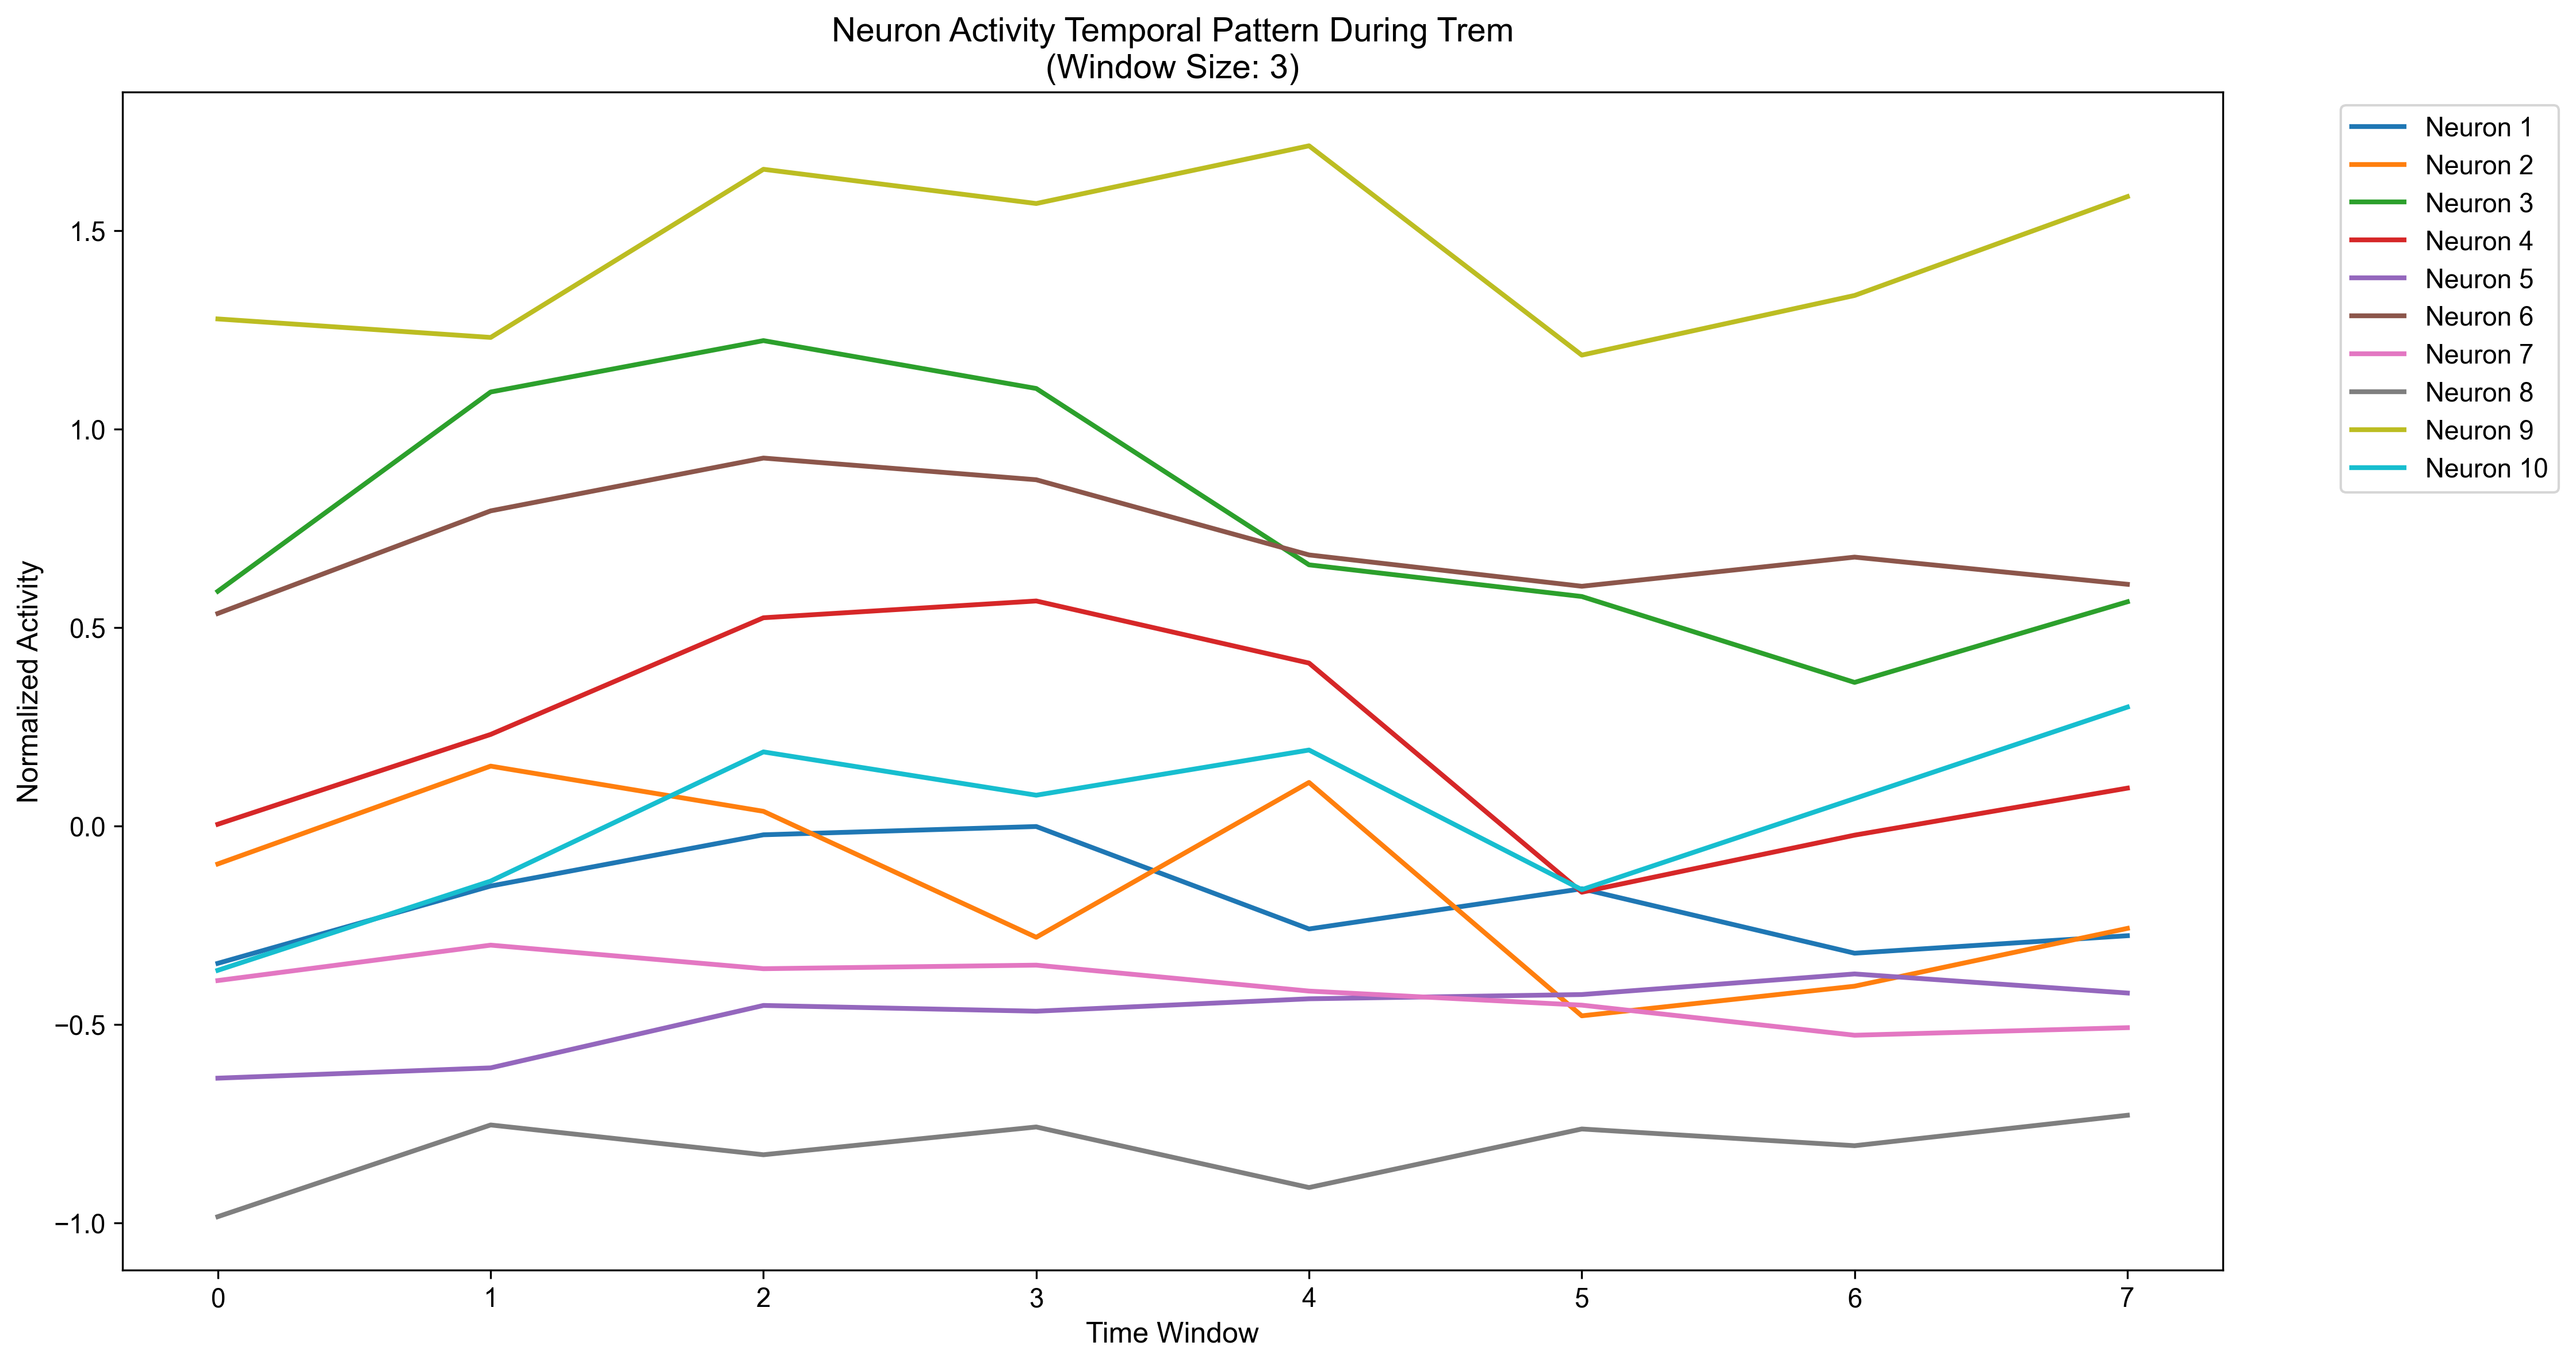 Neuron Activity Temporal Pattern During Trem
(Window Size: 3)
Normalized Activity
1.5
1.0
0.5
0.0
−0.5
−1.0
0 1 2 3 4 5 6 7
Time Window
Neuron 1
Neuron 2
Neuron 3
Neuron 4
Neuron 5
Neuron 6
Neuron 7
Neuron 8
Neuron 9
Neuron 10